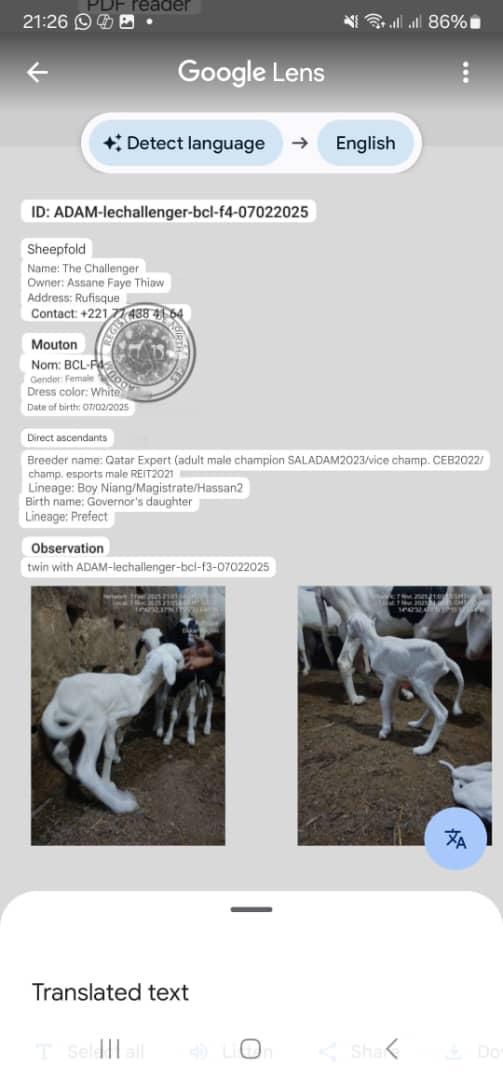 PDF reader
21:26
86%
Google Lens
Detect language → English
ID: ADAM-lechallenger-bcl-f4-07022025
Sheepfold
Name: The Challenger
Owner: Assane Faye Thiaw
Address: Rufisque
Contact: +221 77 438 41 64
Mouton
Nom: BCL-F4
Gender: Female
Dress color: White
Date of birth: 07/02/2025
Direct ascendants
Breeder name: Qatar Expert (adult male champion SALADAM2023/vice champ. CEB2022/
champ. esports male REIT2021
Lineage: Boy Niang/Magistrate/Hassan2
Birth name: Governor's daughter
Lineage: Prefect
Observation
twin with ADAM-lechallenger-bcl-f3-07022025
Translated text
Select all
Listen
Share
Do